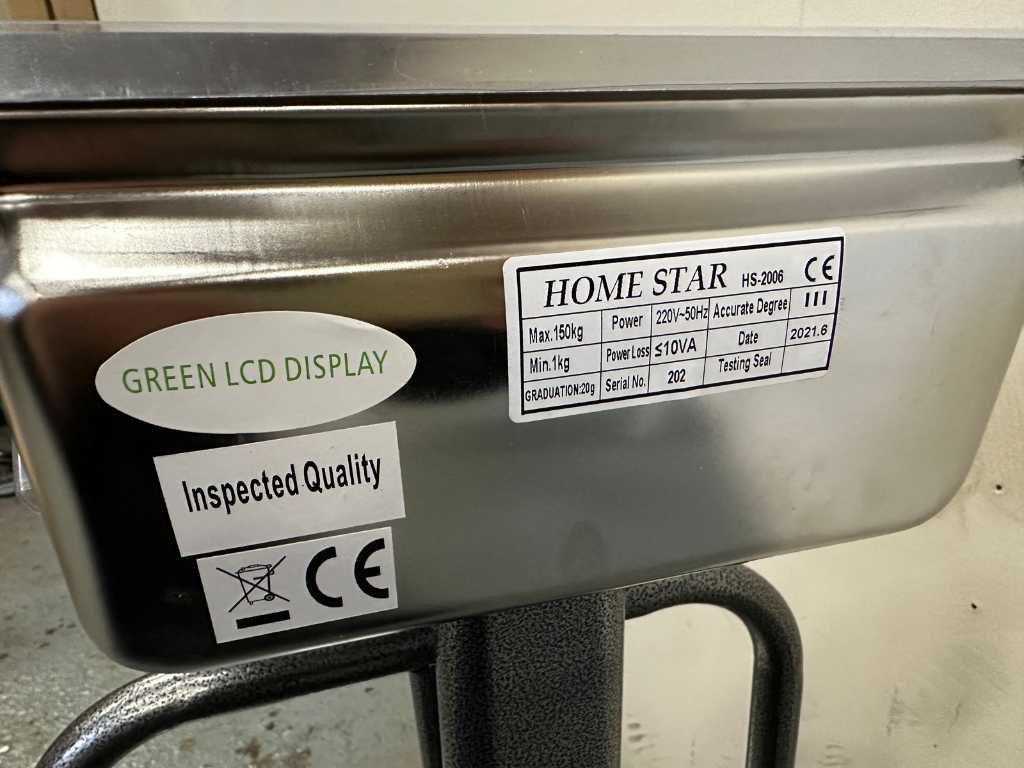 HOME STAR HS-2006 CE
Max.150kg Power 220V~50Hz Accurate Degree III
Min.1kg Power Loss ≤10VA Date 2021.6
GRADUATION:20g Serial No. 202 Testing Seal
GREEN LCD DISPLAY
Inspected Quality
CE